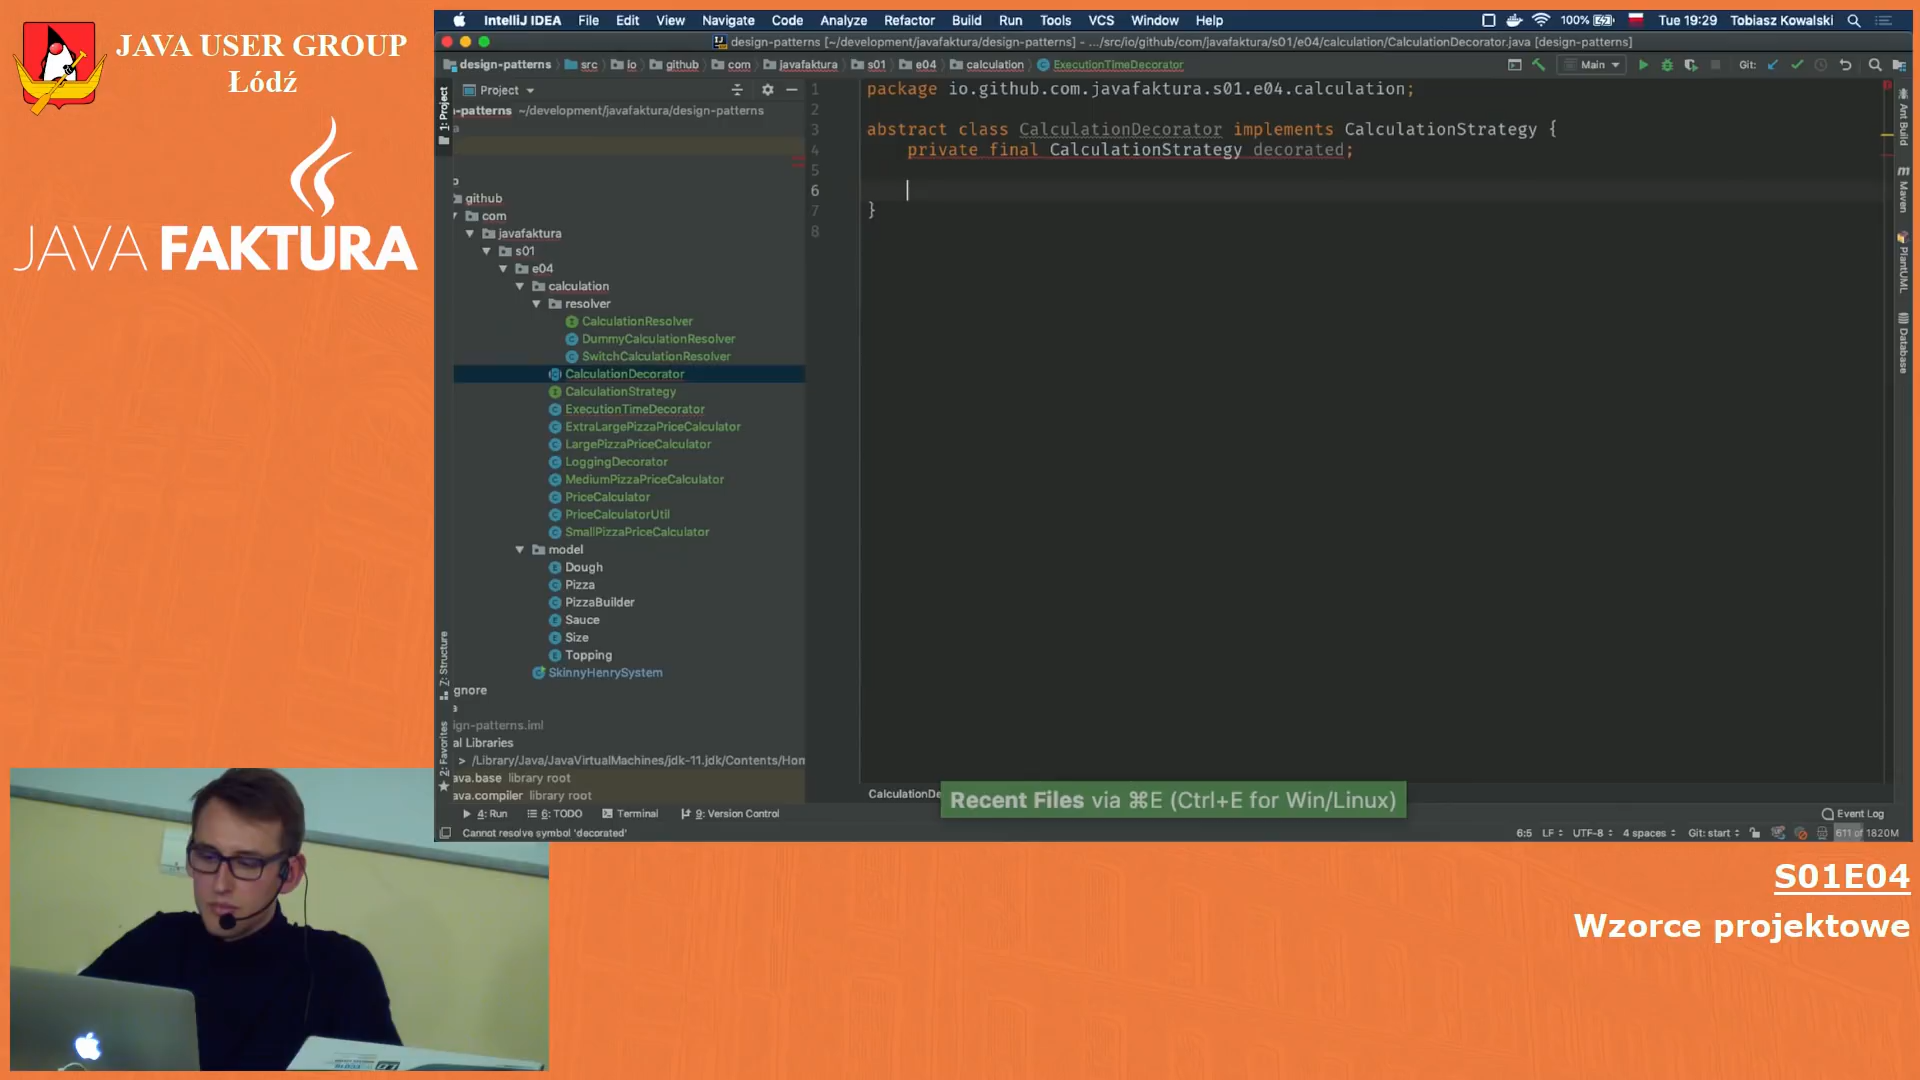 JAVA USER GROUP
Łódź
JAVA FAKTURA
IntelliJ IDEA File Edit View Navigate Code Analyze Refactor Build Run Tools VCS Window Help 100% Tue 19:29 Tobiasz Kowalski
design-patterns [~/development/javafaktura/design-patterns] - .../src/io/github/com/javafaktura/s01/e04/calculation/CalculationDecorator.java [design-patterns]
design-patterns src io github com javafaktura s01 e04 calculation ExecutionTimeDecorator Main Git:
1: Project
Project
-patterns ~/development/javafaktura/design-patterns
github
com
javafaktura
s01
e04
calculation
resolver
CalculationResolver
DummyCalculationResolver
SwitchCalculationResolver
CalculationDecorator
CalculationStrategy
ExecutionTimeDecorator
ExtraLargePizzaPriceCalculator
LargePizzaPriceCalculator
LoggingDecorator
MediumPizzaPriceCalculator
PriceCalculator
PriceCalculatorUtil
SmallPizzaPriceCalculator
model
Dough
Pizza
PizzaBuilder
Sauce
Size
Topping
SkinnyHenrySystem
gnore
ign-patterns.iml
al Libraries
> /Library/Java/JavaVirtualMachines/jdk-11.jdk/Contents/Hom
ava.base library root
ava.compiler library root
7: Structure
2: Favorites
1 package io.github.com.javafaktura.s01.e04.calculation;
2
3 abstract class CalculationDecorator implements CalculationStrategy {
4 private final CalculationStrategy decorated;
5
6
7 }
8
Ant Build
Maven
PlantUML
Database
CalculationDe
Recent Files via ⌘E (Ctrl+E for Win/Linux)
4: Run 6: TODO Terminal 9: Version Control Event Log
Cannot resolve symbol 'decorated' 6:5 LF UTF-8 4 spaces Git: start 611 of 1820M
S01E04
Wzorce projektowe